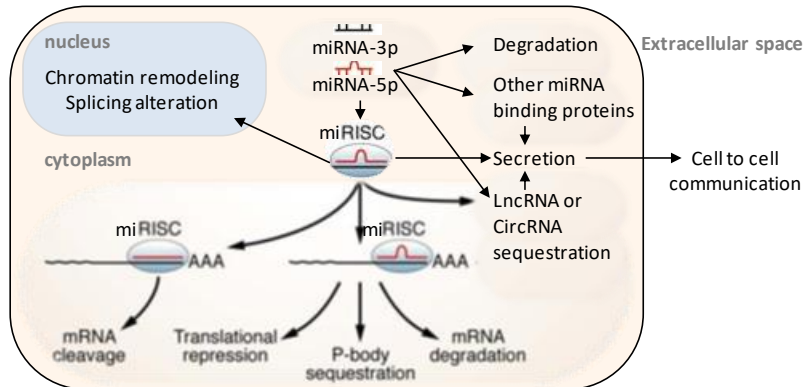 nucleus
Chromatin remodeling
Splicing alteration
miRNA-3p
miRNA-5p
Degradation
Extracellular space
Other miRNA
binding proteins
miRISC
cytoplasm
Secretion
Cell to cell
communication
LncRNA or
CircRNA
sequestration
miRISC
AAA
miRISC
AAA
mRNA
cleavage
Translational
repression
P-body
sequestration
mRNA
degradation